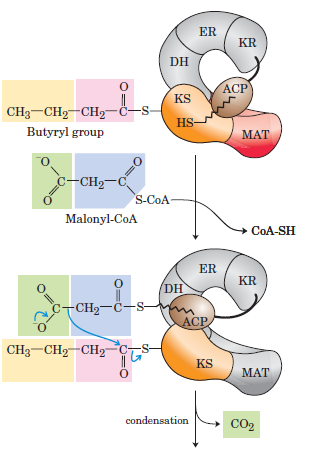 ER
KR
DH
ACP
KS
O
CH3—CH2—CH2—C—S—
HS
MAT
Butyryl group
⁻O
O
C—CH2—C
O
S-CoA
Malonyl-CoA
CoA-SH
ER
KR
DH
O
O
C—CH2—C—S—
⁻O
ACP
CH3—CH2—CH2—C—S—
O
KS
MAT
condensation
CO2